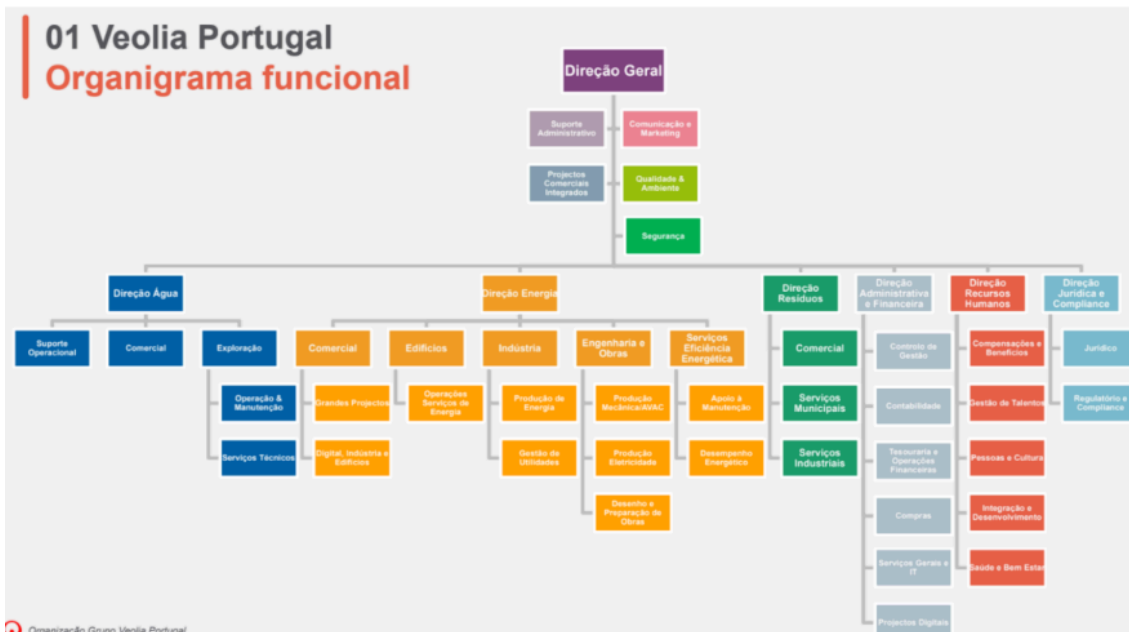 01 Veolia Portugal
Organigrama funcional
Direção Geral
Suporte
Administrativo
Comunicação e
Marketing
Projectos
Comerciais
Integrados
Qualidade &
Ambiente
Segurança
Direção Água
Direção Energia
Direção
Resíduos
Direção
Administrativa
e Financeira
Direção
Recursos
Humanos
Direção
Jurídica e
Compliance
Suporte
Operacional
Comercial
Exploração
Operação &
Manutenção
Serviços Técnicos
Comercial
Grandes Projectos
Digital, Indústria e
Edifícios
Edifícios
Operações
Serviços de
Energia
Indústria
Produção de
Energia
Gestão de
Utilidades
Engenharia e
Obras
Produção
Mecânica/AVAC
Produção
Eletricidade
Desenho e
Preparação de
Obras
Serviços
Eficiência
Energética
Apoio à
Manutenção
Desempenho
Energético
Comercial
Serviços
Municipais
Serviços
Industriais
Controlo de
Gestão
Contabilidade
Tesouraria e
Operações
Financeiras
Compras
Serviços Gerais e
IT
Projectos Digitais
Compensações e
Benefícios
Gestão de Talentos
Pessoas e Cultura
Integração e
Desenvolvimento
Saúde e Bem Estar
Jurídico
Regulatório e
Compliance
Organização Grupo Veolia Portugal